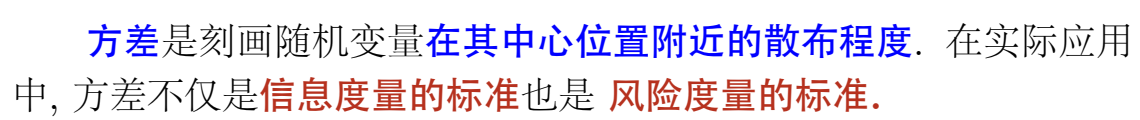 方差是刻画随机变量在其中心位置附近的散布程度. 在实际应用
中, 方差不仅是信息度量的标准也是 风险度量的标准.